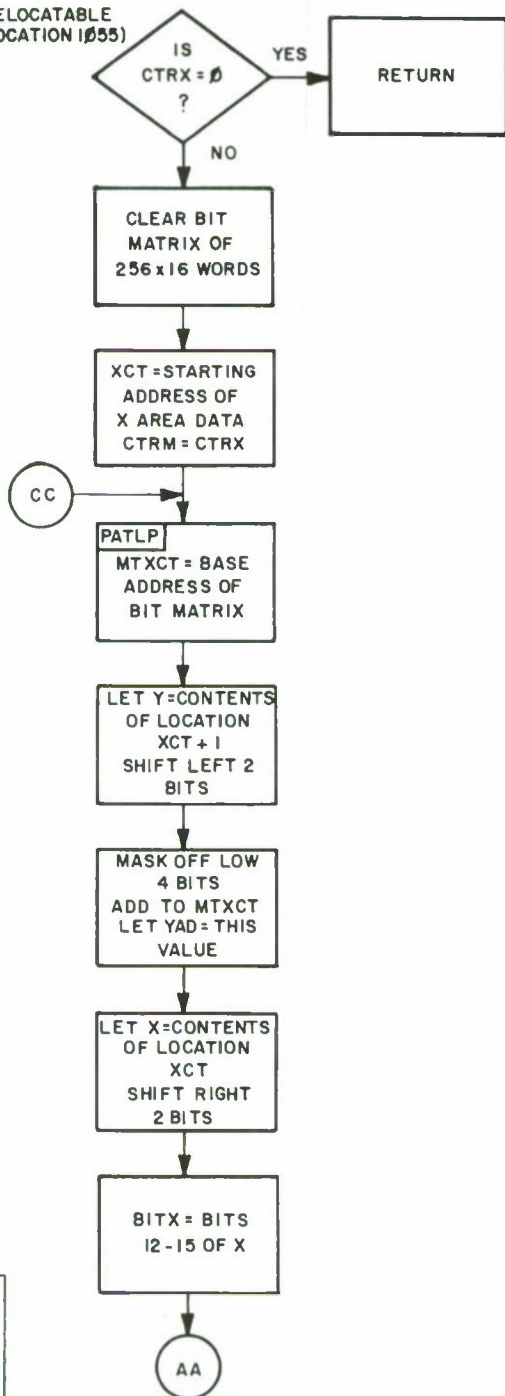 ELOCATABLE
OCATION 1Ø55)
IS
CTRX = Ø
?
YES
RETURN
NO
CLEAR BIT
MATRIX OF
256 x 16 WORDS
XCT = STARTING
ADDRESS OF
X AREA DATA
CTRM = CTRX
CC
PATLP
MTXCT = BASE
ADDRESS OF
BIT MATRIX
LET Y = CONTENTS
OF LOCATION
XCT + 1
SHIFT LEFT 2
BITS
MASK OFF LOW
4 BITS
ADD TO MTXCT
LET YAD = THIS
VALUE
LET X = CONTENTS
OF LOCATION
XCT
SHIFT RIGHT
2 BITS
BITX = BITS
12 - 15 OF X
AA